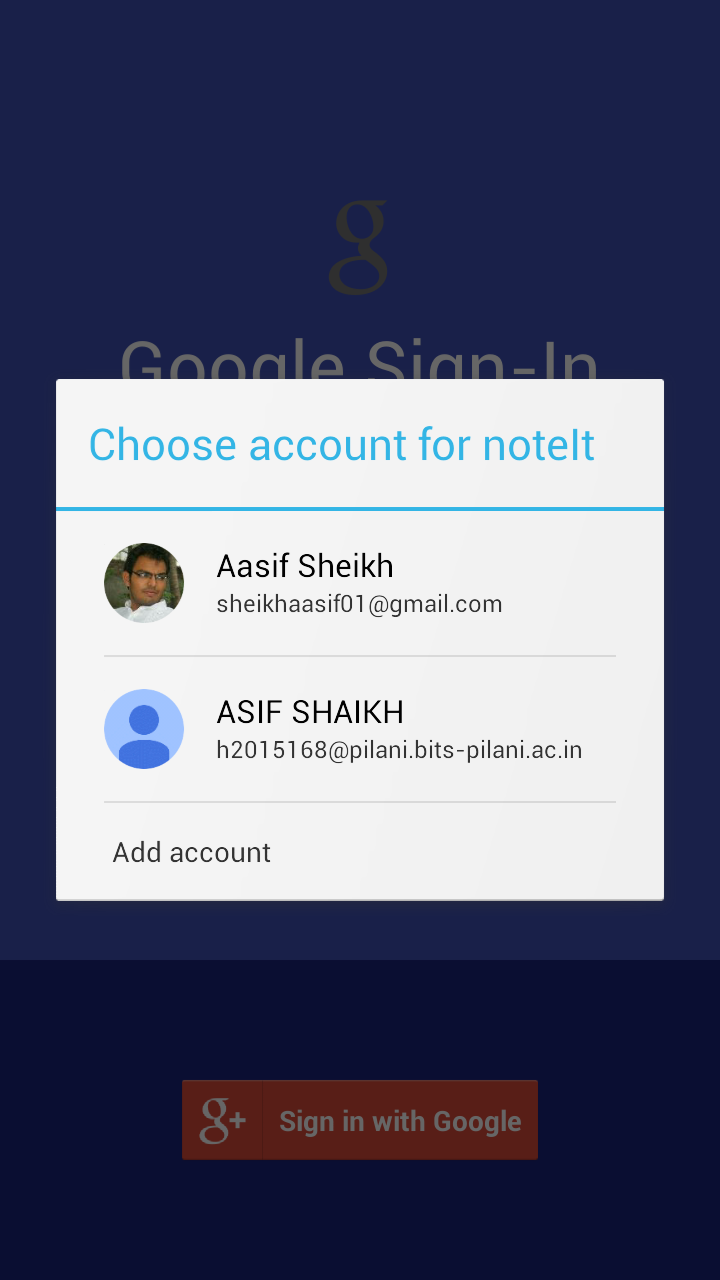 g
Google Sign-In
Choose account for noteIt
Aasif Sheikh
sheikhaasif01@gmail.com
ASIF SHAIKH
h2015168@pilani.bits-pilani.ac.in
Add account
g+ Sign in with Google